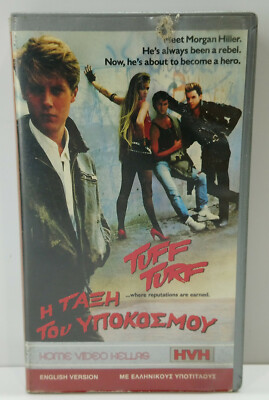 Meet Morgan Hiller.
He's always been a rebel.
Now, he's about to become a hero.
TUFF
TURF
...where reputations are earned.
Η ΤΑΞΗ
ΤΟΥ ΥΠΟΚΟΣΜΟΥ
HOME VIDEO HELLAS HVH
ENGLISH VERSION ΜΕ ΕΛΛΗΝΙΚΟΥΣ ΥΠΟΤΙΤΛΟΥΣ